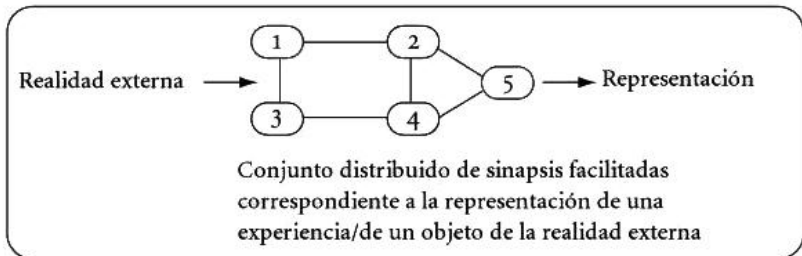 1 2
Realidad externa 5 Representación
3 4
Conjunto distribuido de sinapsis facilitadas
correspondiente a la representación de una
experiencia/de un objeto de la realidad externa